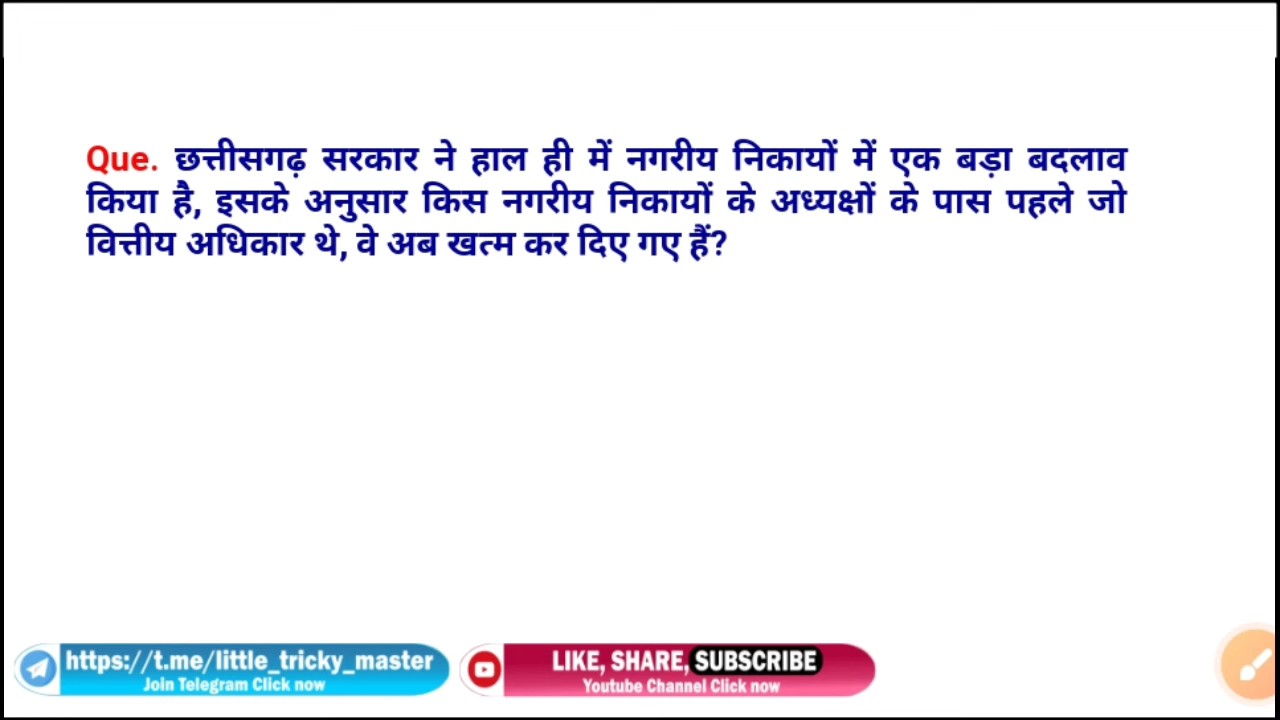 Que. छत्तीसगढ़ सरकार ने हाल ही में नगरीय निकायों में एक बड़ा बदलाव
किया है, इसके अनुसार किस नगरीय निकायों के अध्यक्षों के पास पहले जो
वित्तीय अधिकार थे, वे अब खत्म कर दिए गए हैं?
https://t.me/little_tricky_master
Join Telegram Click now
LIKE, SHARE, SUBSCRIBE
Youtube Channel Click now